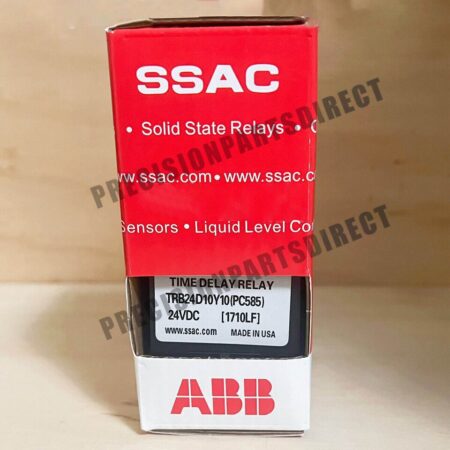 SSAC
• Solid State Relays •
www.ssac.com • www.ssac.c
Sensors • Liquid Level Co
TIME DELAY RELAY
TRB24D10Y10(PC585)
24VDC [1710LF]
www.ssac.com MADE IN USA
ABB
PRECISIONPARTSDIRECT
PRECISIONPARTSDIRECT